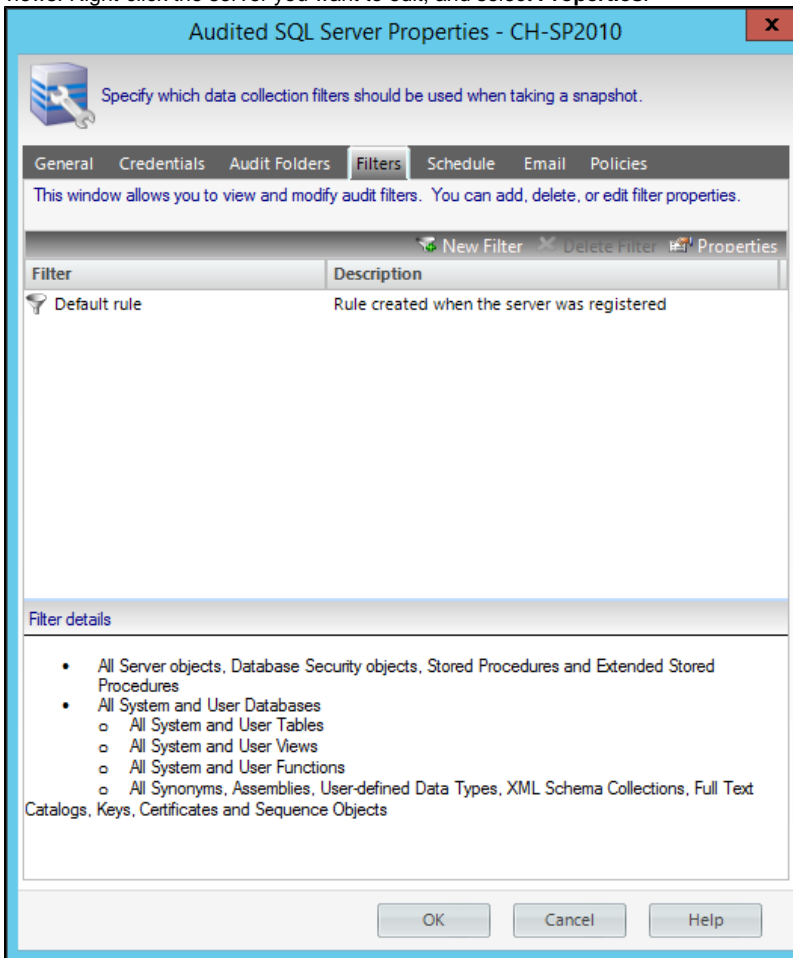 Audited SQL Server Properties - CH-SP2010
x
Specify which data collection filters should be used when taking a snapshot.
General Credentials Audit Folders Filters Schedule Email Policies
This window allows you to view and modify audit filters. You can add, delete, or edit filter properties.
New Filter Delete Filter Properties
Filter Description
Default rule Rule created when the server was registered
Filter details
• All Server objects, Database Security objects, Stored Procedures and Extended Stored
Procedures
• All System and User Databases
o All System and User Tables
o All System and User Views
o All System and User Functions
o All Synonyms, Assemblies, User-defined Data Types, XML Schema Collections, Full Text
Catalogs, Keys, Certificates and Sequence Objects
OK Cancel Help